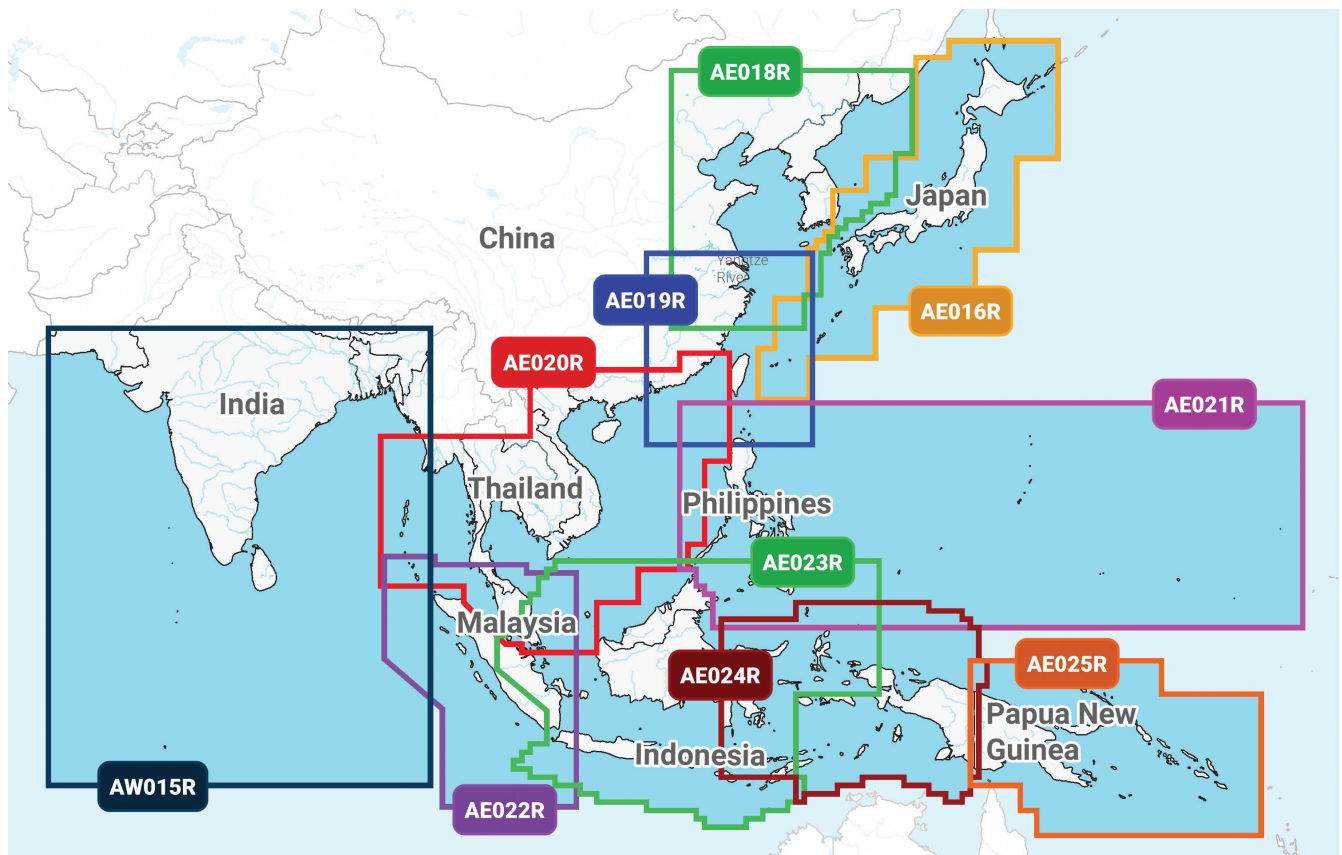 AE018R
Japan
China
Yangtze
River
AE019R
AE016R
AE020R
India
AE021R
Thailand
Philippines
AE023R
Malaysia
AE024R
AE025R
Papua New
Guinea
Indonesia
AW015R
AE022R